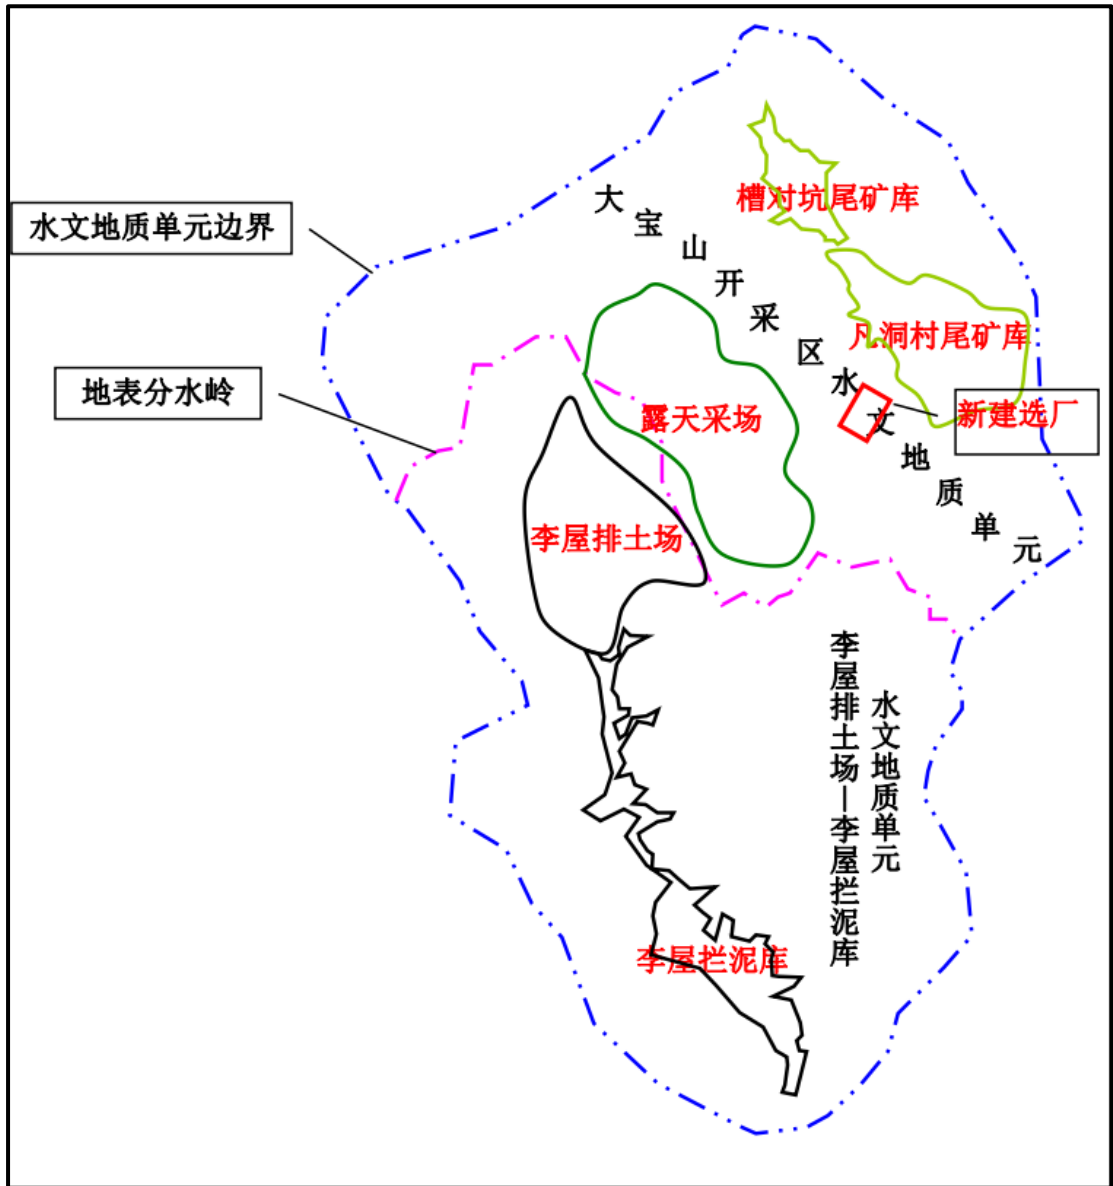 槽对坑尾矿库
水文地质单元边界
大宝山开采区水文地质单元
凡洞村尾矿库
地表分水岭
露天采场
新建选厂
李屋排土场
李屋排土场—李屋拦泥库
水文地质单元
李屋拦泥库